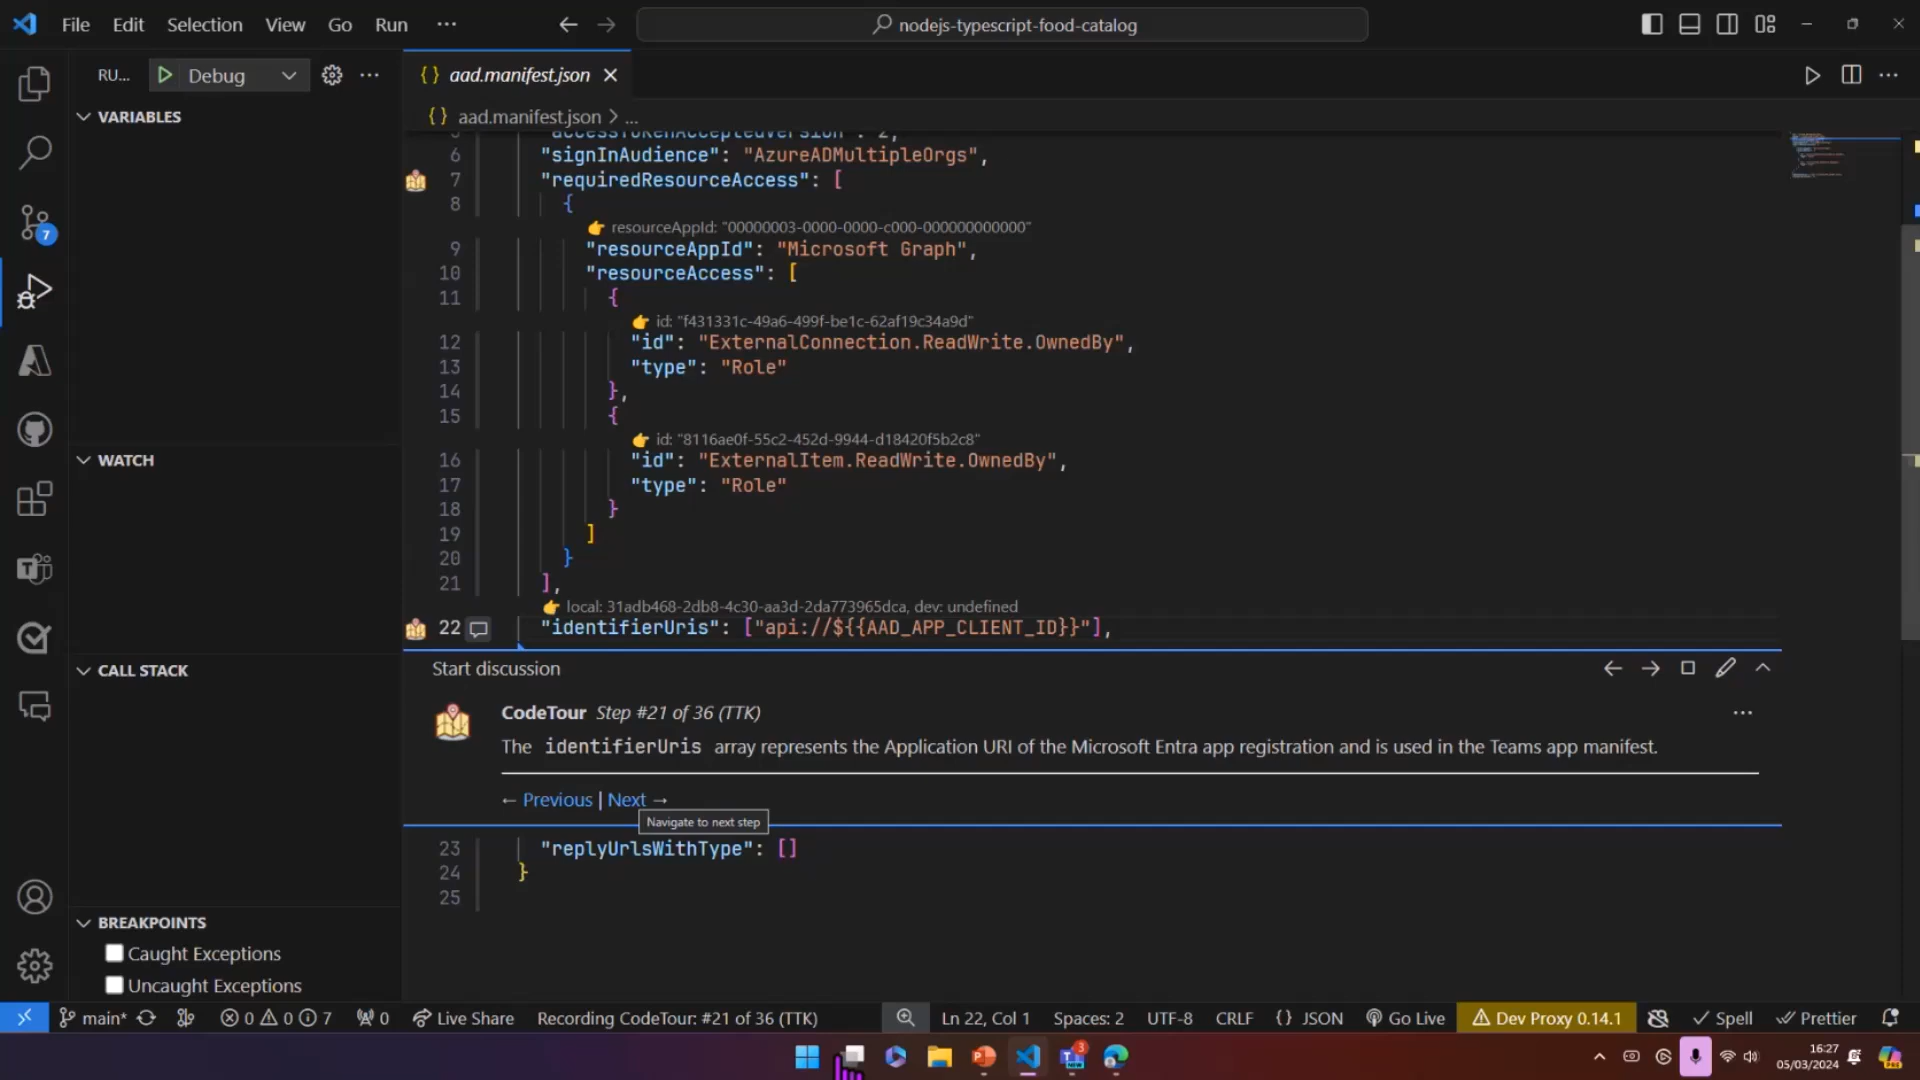 File Edit Selection View Go Run ···
nodejs-typescript-food-catalog
RU... Debug
aad.manifest.json
VARIABLES
aad.manifest.json > ...
5 "accessTokenAcceptedVersion": 2,
6 "signInAudience": "AzureADMultipleOrgs",
7 "requiredResourceAccess": [
8 {
resourceAppId: "00000003-0000-0000-c000-000000000000"
9 "resourceAppId": "Microsoft Graph",
10 "resourceAccess": [
11 {
id: "f431331c-49a6-499f-be1c-62af19c34a9d"
12 "id": "ExternalConnection.ReadWrite.OwnedBy",
13 "type": "Role"
14 },
15 {
id: "8116ae0f-55c2-452d-9944-d18420f5b2c8"
16 "id": "ExternalItem.ReadWrite.OwnedBy",
WATCH
17 "type": "Role"
18 }
19 ]
20 }
21 ],
local: 31adb468-2db8-4c30-aa3d-2da773965dca, dev: undefined
22 "identifierUris": ["api://${{AAD_APP_CLIENT_ID}}"],
CALL STACK
Start discussion
CodeTour Step #21 of 36 (TTK)
The identifierUris array represents the Application URI of the Microsoft Entra app registration and is used in the Teams app manifest.
← Previous | Next →
Navigate to next step
23 "replyUrlsWithType": []
24 }
25
BREAKPOINTS
Caught Exceptions
Uncaught Exceptions
7
main* 0 0 7 0 Live Share Recording CodeTour: #21 of 36 (TTK) Ln 22, Col 1 Spaces: 2 UTF-8 CRLF {} JSON Go Live Dev Proxy 0.14.1 Spell Prettier
3
16:27
05/03/2024